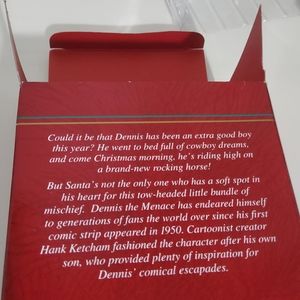 Could it be that Dennis has been an extra good boy
this year? He went to bed full of cowboy dreams,
and come Christmas morning, he's riding high on
a brand-new rocking horse!
But Santa's not the only one who has a soft spot in
his heart for this tow-headed little bundle of
mischief. Dennis the Menace has endeared himself
to generations of fans the world over since his first
comic strip appeared in 1950. Cartoonist creator
Hank Ketcham fashioned the character after his own
son, who provided plenty of inspiration for
Dennis' comical escapades.